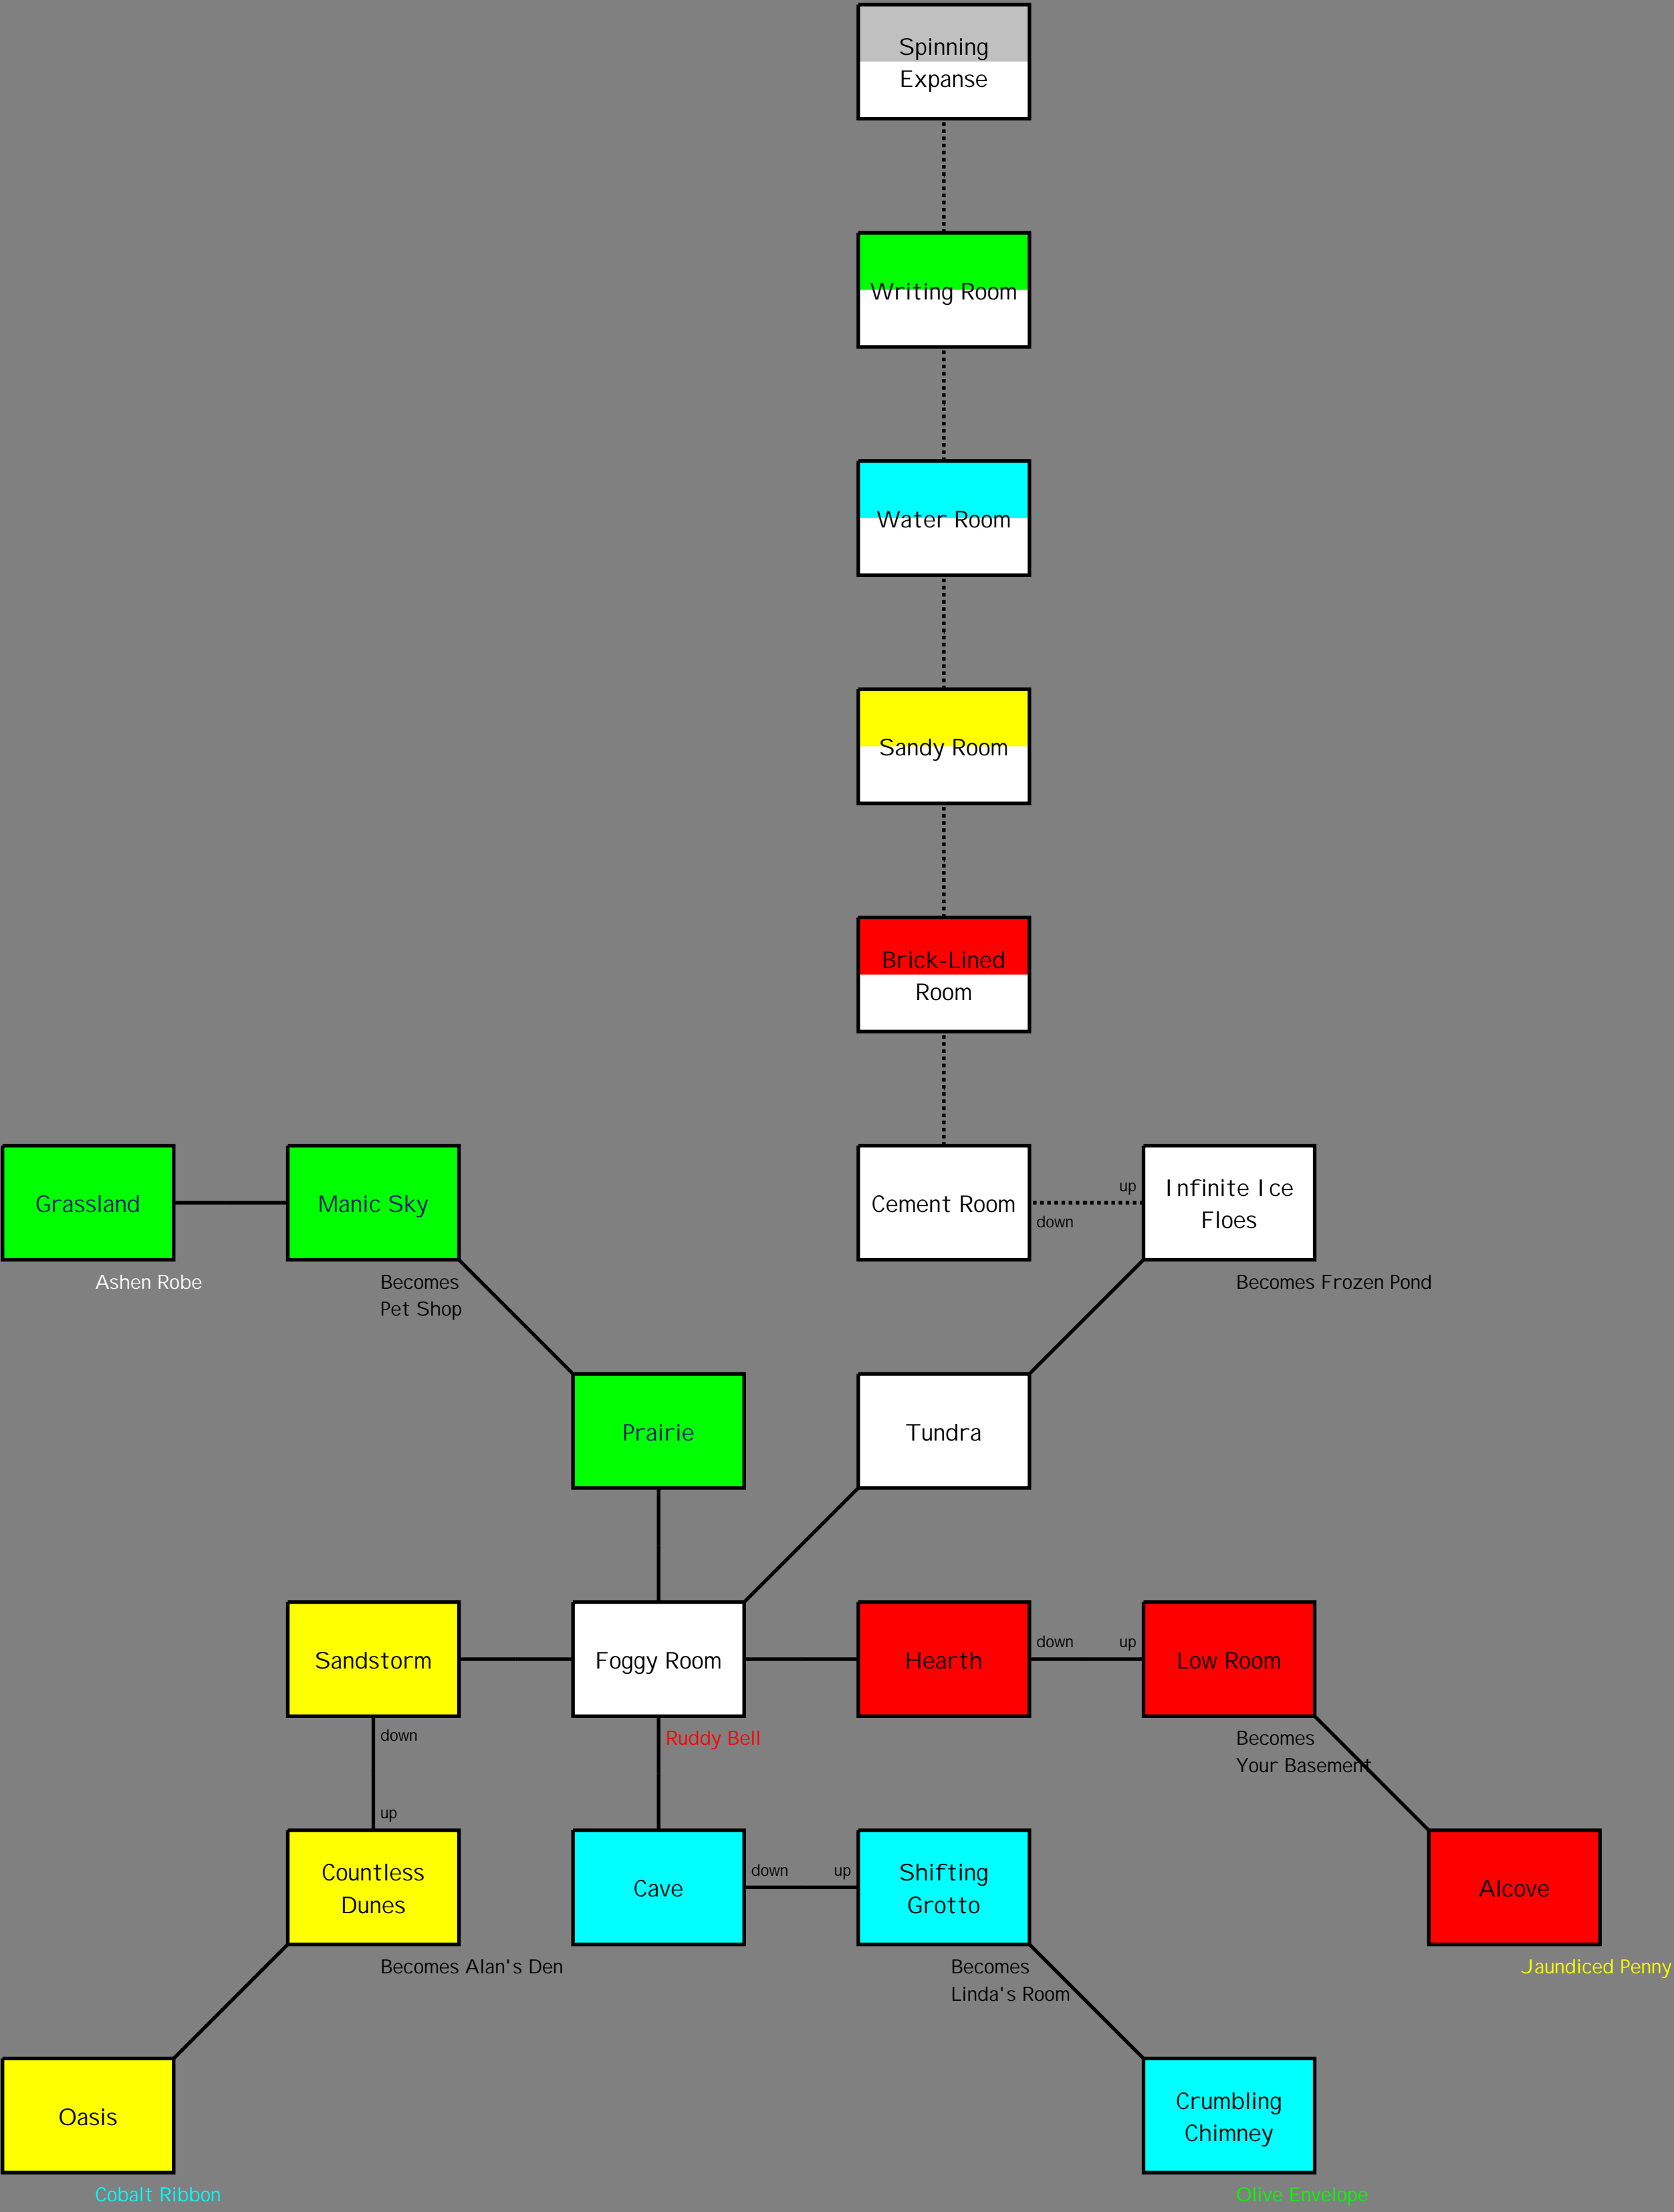 Spinning
Expanse
Writing Room
Water Room
Sandy Room
Brick-Lined
Room
Grassland
Manic Sky
Cement Room
up
down
Infinite Ice
Floes
Ashen Robe
Becomes
Pet Shop
Becomes Frozen Pond
Prairie
Tundra
Sandstorm
Foggy Room
Hearth
down
up
Low Room
down
up
Ruddy Bell
Becomes
Your Basement
Countless
Dunes
Cave
down
up
Shifting
Grotto
Alcove
Becomes Alan's Den
Becomes
Linda's Room
Jaundiced Penny
Oasis
Crumbling
Chimney
Cobalt Ribbon
Olive Envelope